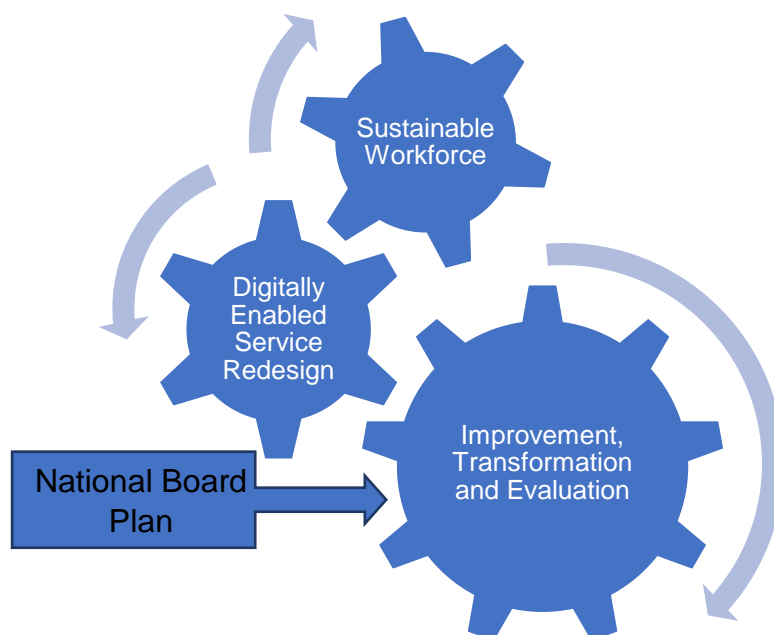 Sustainable
Workforce
Digitally
Enabled
Service
Redesign
Improvement,
Transformation
and Evaluation
National Board
Plan